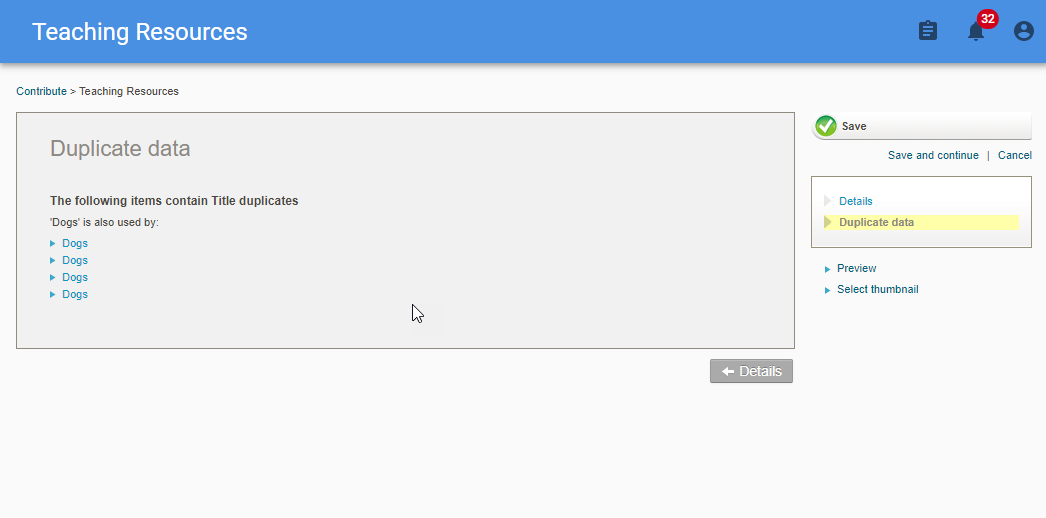 Teaching Resources
32
Contribute > Teaching Resources
Duplicate data
The following items contain Title duplicates
'Dogs' is also used by:
Dogs
Dogs
Dogs
Dogs
Details
Save
Save and continue | Cancel
Details
Duplicate data
Preview
Select thumbnail